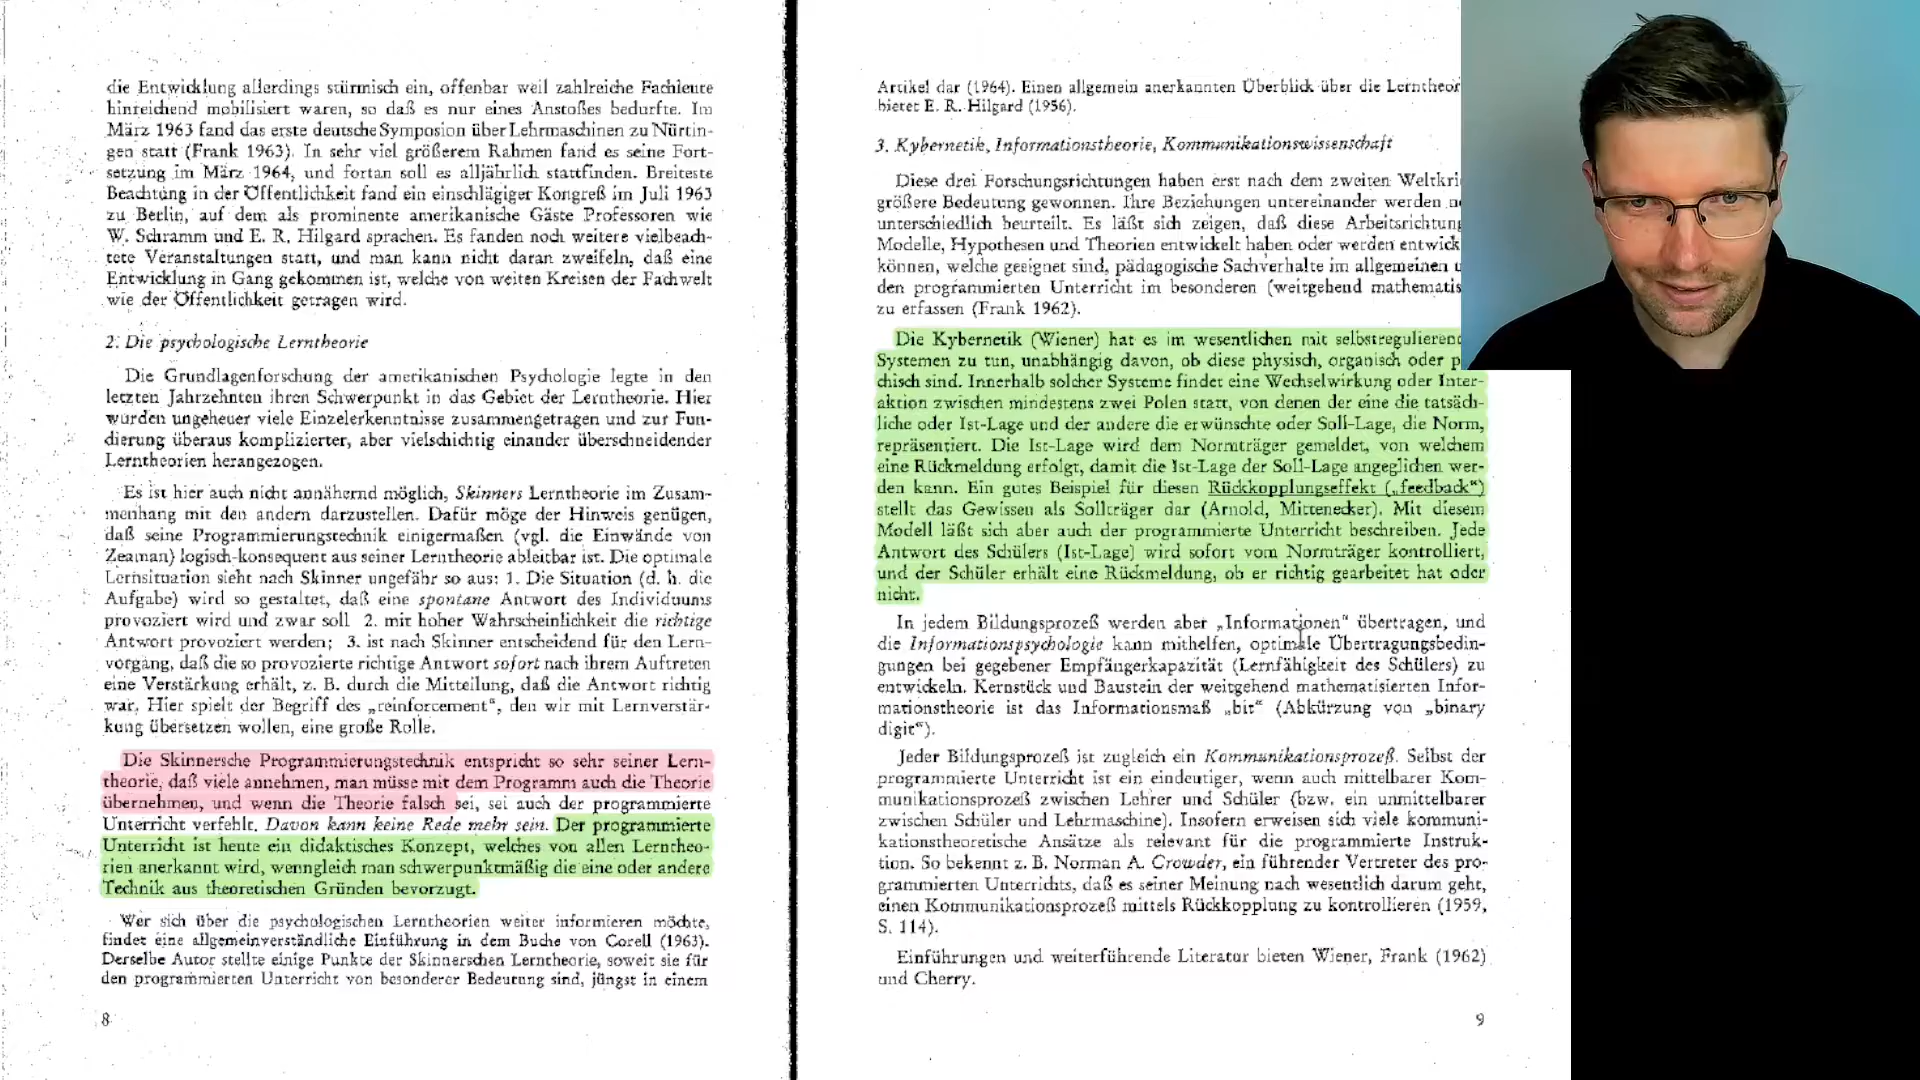 die Entwicklung allerdings stürmisch ein, offenbar weil zahlreiche Fachleute
hinreichend mobilisiert waren, so daß es nur eines Anstoßes bedurfte. Im
März 1963 fand das erste deutsche Symposion über Lehrmaschinen zu Nürtin-
gen statt (Frank 1963). In sehr viel größerem Rahmen fand es seine Fort-
setzung im März 1964, und fortan soll es alljährlich stattfinden. Breiteste
Beachtung in der Öffentlichkeit fand ein einschlägiger Kongreß im Juli 1963
zu Berlin, auf dem als prominente amerikanische Gäste Professoren wie
W. Schramm und E. R. Hilgard sprachen. Es fanden noch weitere vielbeach-
tete Veranstaltungen statt, und man kann nicht daran zweifeln, daß eine
Entwicklung in Gang gekommen ist, welche von weiten Kreisen der Fachwelt
wie der Öffentlichkeit getragen wird.
2. Die psychologische Lerntheorie
Die Grundlagenforschung der amerikanischen Psychologie legte in den
letzten Jahrzehnten ihren Schwerpunkt in das Gebiet der Lerntheorie. Hier
wurden ungeheuer viele Einzelerkenntnisse zusammengetragen und zur Fun-
dierung überaus komplizierter, aber vielschichtig einander überschneidender
Lerntheorien herangezogen.
Es ist hier auch nicht annähernd möglich, Skinners Lerntheorie im Zusam-
menhang mit den andern darzustellen. Dafür möge der Hinweis genügen,
daß seine Programmierungstechnik einigermaßen (vgl. die Einwände von
Zeaman) logisch-konsequent aus seiner Lerntheorie ableitbar ist. Die optimale
Lernsituation sieht nach Skinner ungefähr so aus: 1. Die Situation (d. h. die
Aufgabe) wird so gestaltet, daß eine spontane Antwort des Individuums
provoziert wird und zwar soll 2. mit hoher Wahrscheinlichkeit die richtige
Antwort provoziert werden; 3. ist nach Skinner entscheidend für den Lern-
vorgang, daß die so provozierte richtige Antwort sofort nach ihrem Auftreten
eine Verstärkung erhält, z. B. durch die Mitteilung, daß die Antwort richtig
war. Hier spielt der Begriff des „reinforcement“, den wir mit Lernverstär-
kung übersetzen wollen, eine große Rolle.
Die Skinnersche Programmierungstechnik entspricht so sehr seiner Lern-
theorie, daß viele annehmen, man müsse mit dem Programm auch die Theorie
übernehmen, und wenn die Theorie falsch sei, sei auch der programmierte
Unterricht verfehlt. Davon kann keine Rede mehr sein. Der programmierte
Unterricht ist heute ein didaktisches Konzept, welches von allen Lerntheo-
rien anerkannt wird, wenngleich man schwerpunktmäßig die eine oder andere
Technik aus theoretischen Gründen bevorzugt.
Wer sich über die psychologischen Lerntheorien weiter informieren möchte,
findet eine allgemeinverständliche Einführung in dem Buche von Corell (1963).
Derselbe Autor stellte einige Punkte der Skinnerschen Lerntheorie, soweit sie für
den programmierten Unterricht von besonderer Bedeutung sind, jüngst in einem
8
Artikel dar (1964). Einen allgemein anerkannten Überblick über die Lerntheor
bietet E. R. Hilgard (1956).
3. Kybernetik, Informationstheorie, Kommunikationswissenschaft
Diese drei Forschungsrichtungen haben erst nach dem zweiten Weltkri
größere Bedeutung gewonnen. Ihre Beziehungen untereinander werden
unterschiedlich beurteilt. Es läßt sich zeigen, daß diese Arbeitsrichtung
Modelle, Hypothesen und Theorien entwickelt haben oder werden entwick
können, welche geeignet sind, pädagogische Sachverhalte im allgemeinen u
den programmierten Unterricht im besonderen (weitgehend mathematis
zu erfassen (Frank 1962).
Die Kybernetik (Wiener) hat es im wesentlichen mit selbstregulierend
Systemen zu tun, unabhängig davon, ob diese physisch, organisch oder p
chisch sind. Innerhalb solcher Systeme findet eine Wechselwirkung oder Inter-
aktion zwischen mindestens zwei Polen statt, von denen der eine die tatsäch-
liche oder Ist-Lage und der andere die erwünschte oder Soll-Lage, die Norm,
repräsentiert. Die Ist-Lage wird dem Normträger gemeldet, von welchem
eine Rückmeldung erfolgt, damit die Ist-Lage der Soll-Lage angeglichen wer-
den kann. Ein gutes Beispiel für diesen Rückkopplungseffekt („feedback“)
stellt das Gewissen als Sollträger dar (Arnold, Mittenecker). Mit diesem
Modell läßt sich aber auch der programmierte Unterricht beschreiben. Jede
Antwort des Schülers (Ist-Lage) wird sofort vom Normträger kontrolliert,
und der Schüler erhält eine Rückmeldung, ob er richtig gearbeitet hat oder
nicht.
In jedem Bildungsprozeß werden aber „Informationen“ übertragen, und
die Informationspsychologie kann mithelfen, optimale Übertragungsbedin-
gungen bei gegebener Empfängerkapazität (Lernfähigkeit des Schülers) zu
entwickeln. Kernstück und Baustein der weitgehend mathematisierten Infor-
mationstheorie ist das Informationsmaß „bit“ (Abkürzung von „binary
digit“).
Jeder Bildungsprozeß ist zugleich ein Kommunikationsprozeß. Selbst der
programmierte Unterricht ist ein eindeutiger, wenn auch mittelbarer Kom-
munikationsprozeß zwischen Lehrer und Schüler (bzw. ein unmittelbarer
zwischen Schüler und Lehrmaschine). Insofern erweisen sich viele kommuni-
kationstheoretische Ansätze als relevant für die programmierte Instruk-
tion. So bekennt z. B. Norman A. Crowder, ein führender Vertreter des pro-
grammierten Unterrichts, daß es seiner Meinung nach wesentlich darum geht,
einen Kommunikationsprozeß mittels Rückkopplung zu kontrollieren (1959,
S. 114).
Einführungen und weiterführende Literatur bieten Wiener, Frank (1962)
und Cherry.
9